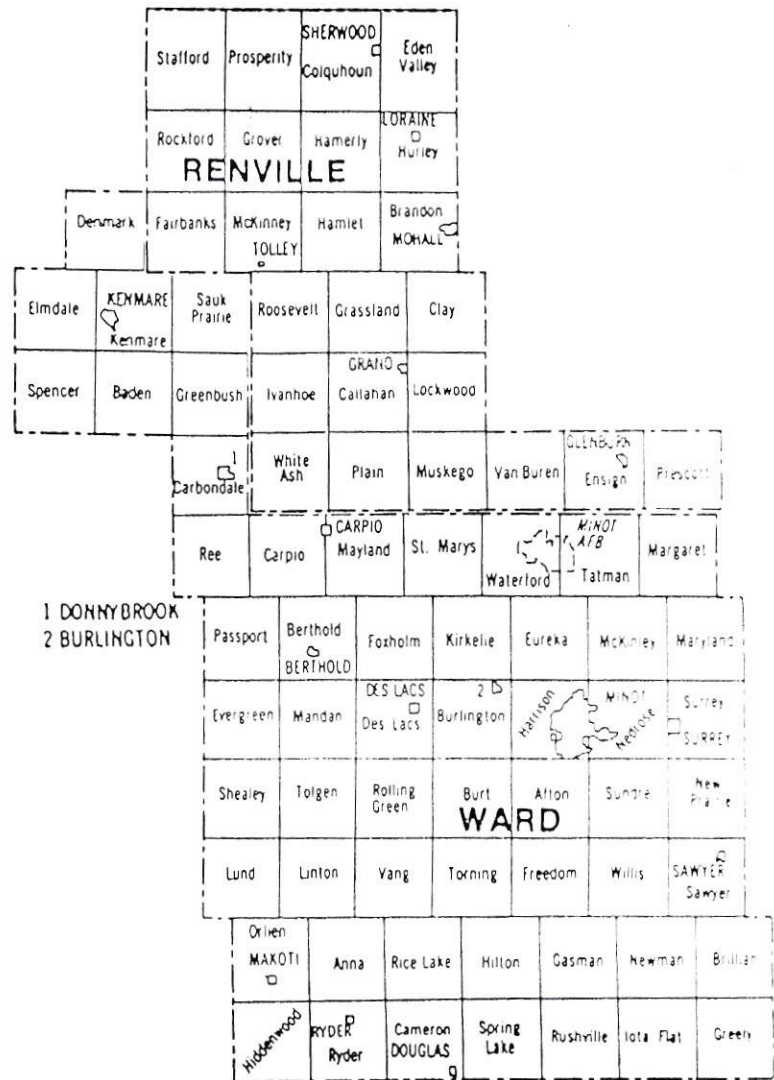 SHERWOOD
Stafford Prosperity Colquhoun Eden
Valley
LORAINE
Rockford Grover Hamerly Hurley
RENVILLE
Denmark Fairbanks McKinney Hamlet Brandon
TOLLEY MOHALL
Elmdale KENMARE Sauk
Prairie Roosevelt Grassland Clay
Kenmare
GRANO
Spencer Baden Greenbush Ivanhoe Callahan Lockwood
1 White
Ash Plain Muskego Van Buren GLENBURN
Ensign Prescott
Carbondale
CARPIO MINOT
AFB
Ree Carpio Mayland St. Marys Waterford Tatman Margaret
1 DONNYBROOK
2 BURLINGTON
Passport Berthold Foxholm Kirkelie Eureka McKinley Maryland
BERTHOLD
DES LACS 2 MINOT Surrey
Evergreen Mandan Des Lacs Burlington Harrison Nedrose SURREY
Shealey Tolgen Rolling
Green Burt Afton Sundre New
Prairie
WARD
Lund Linton Vang Torning Freedom Willis SAWYER
Sawyer
Orlien
MAKOTI Anna Rice Lake Hilton Gasman Newman Brillian
Hiddenwood RYDER
Ryder Cameron
DOUGLAS Spring
Lake Rushville Iota Flat Greely